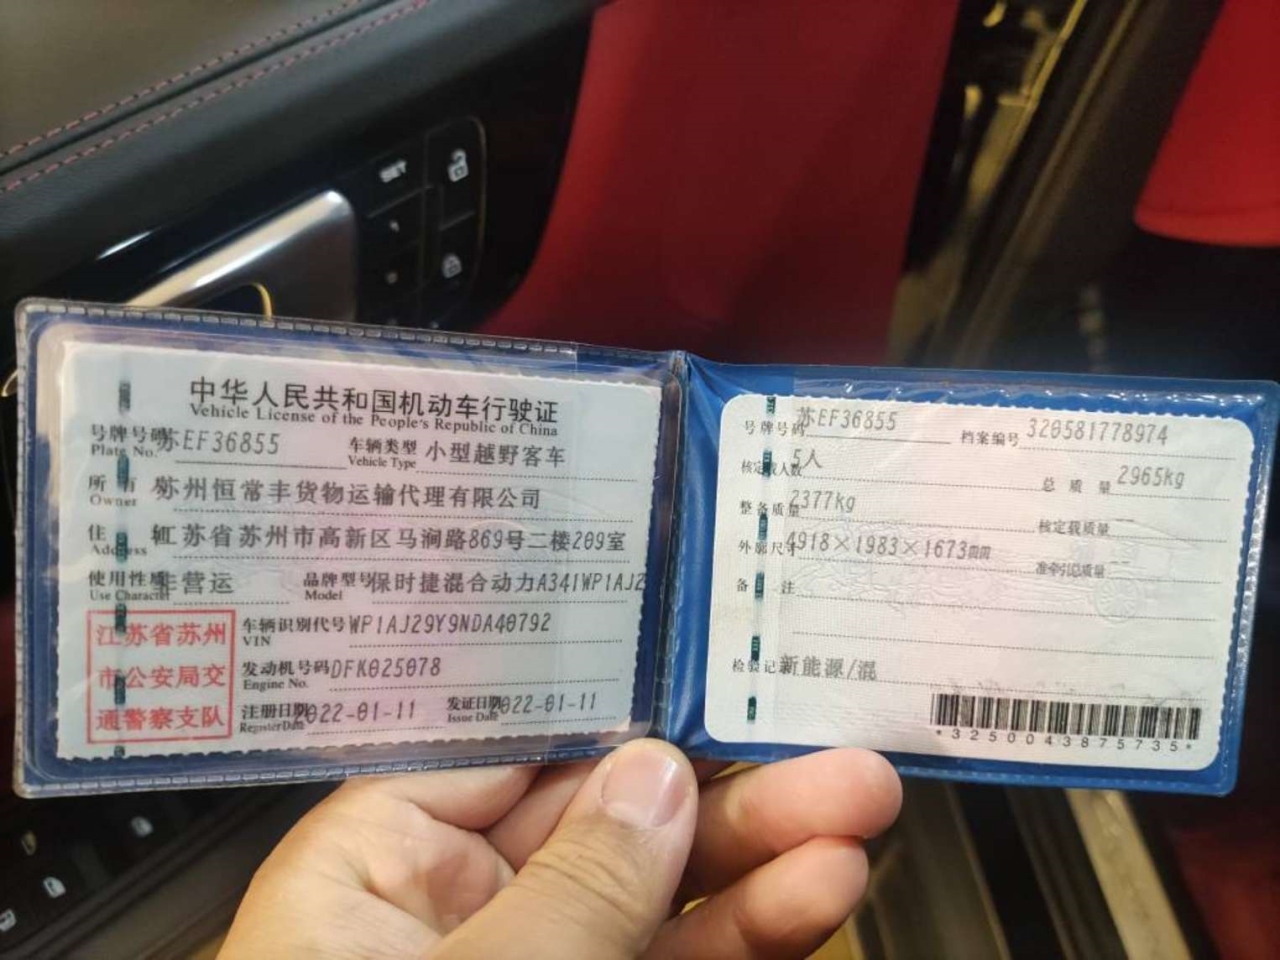 中华人民共和国机动车行驶证
Vehicle License of the People's Republic of China
号牌号码 苏EF36855 车辆类型 小型越野客车
Plate No. Vehicle Type
所有 苏州恒常丰货物运输代理有限公司
Owner
住 江苏省苏州市高新区马涧路869号二楼209室
Address
使用性质 非营运 品牌型号 保时捷混合动力A341WP1AJ2
Use Character Model
江苏省苏州
市公安局交
通警察支队
车辆识别代号 WP1AJ29Y9NDA40792
VIN
发动机号码 DFK025078
Engine No.
注册日期 2022-01-11 发证日期 2022-01-11
Register Date Issue Date
号牌号码 苏EF36855 档案编号 320581778974
核定载人数 5人 总质量 2965kg
整备质量 2377kg 核定载质量 --
外廓尺寸 4918×1983×1673mm 准牵引总质量 --
备注
检验记 新能源/混
*3250043875735*